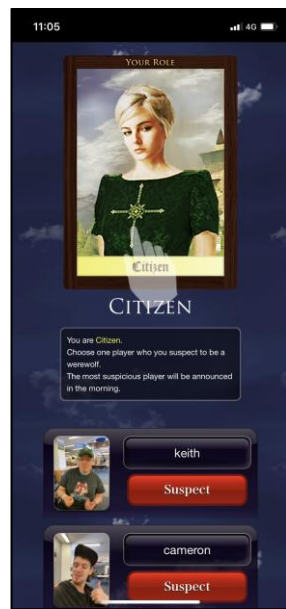 11:05
4G
YOUR ROLE
Citizen
CITIZEN
You are Citizen.
Choose one player who you suspect to be a
werewolf.
The most suspicious player will be announced
in the morning.
keith
Suspect
cameron
Suspect